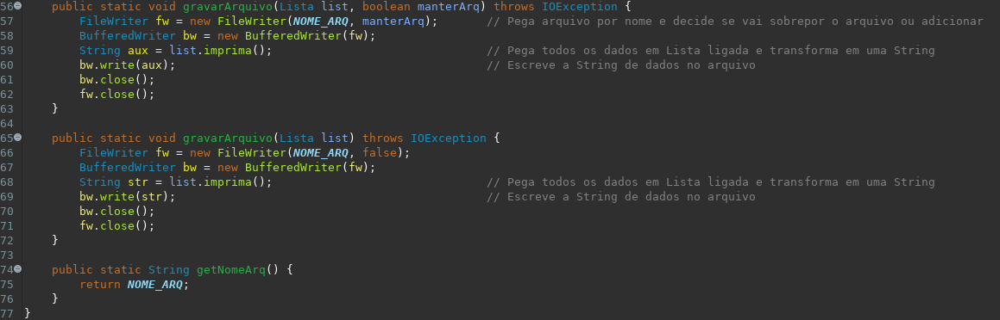 56 public static void gravarArquivo(Lista list, boolean manterArq) throws IOException {
57 FileWriter fw = new FileWriter(NOME_ARQ, manterArq); // Pega arquivo por nome e decide se vai sobrepor o arquivo ou adicionar
58 BufferedWriter bw = new BufferedWriter(fw);
59 String aux = list.imprima(); // Pega todos os dados em Lista ligada e transforma em uma String
60 bw.write(aux); // Escreve a String de dados no arquivo
61 bw.close();
62 fw.close();
63 }
64
65 public static void gravarArquivo(Lista list) throws IOException {
66 FileWriter fw = new FileWriter(NOME_ARQ, false);
67 BufferedWriter bw = new BufferedWriter(fw);
68 String str = list.imprima(); // Pega todos os dados em Lista ligada e transforma em uma String
69 bw.write(str); // Escreve a String de dados no arquivo
70 bw.close();
71 fw.close();
72 }
73
74 public static String getNomeArq() {
75 return NOME_ARQ;
76 }
77 }